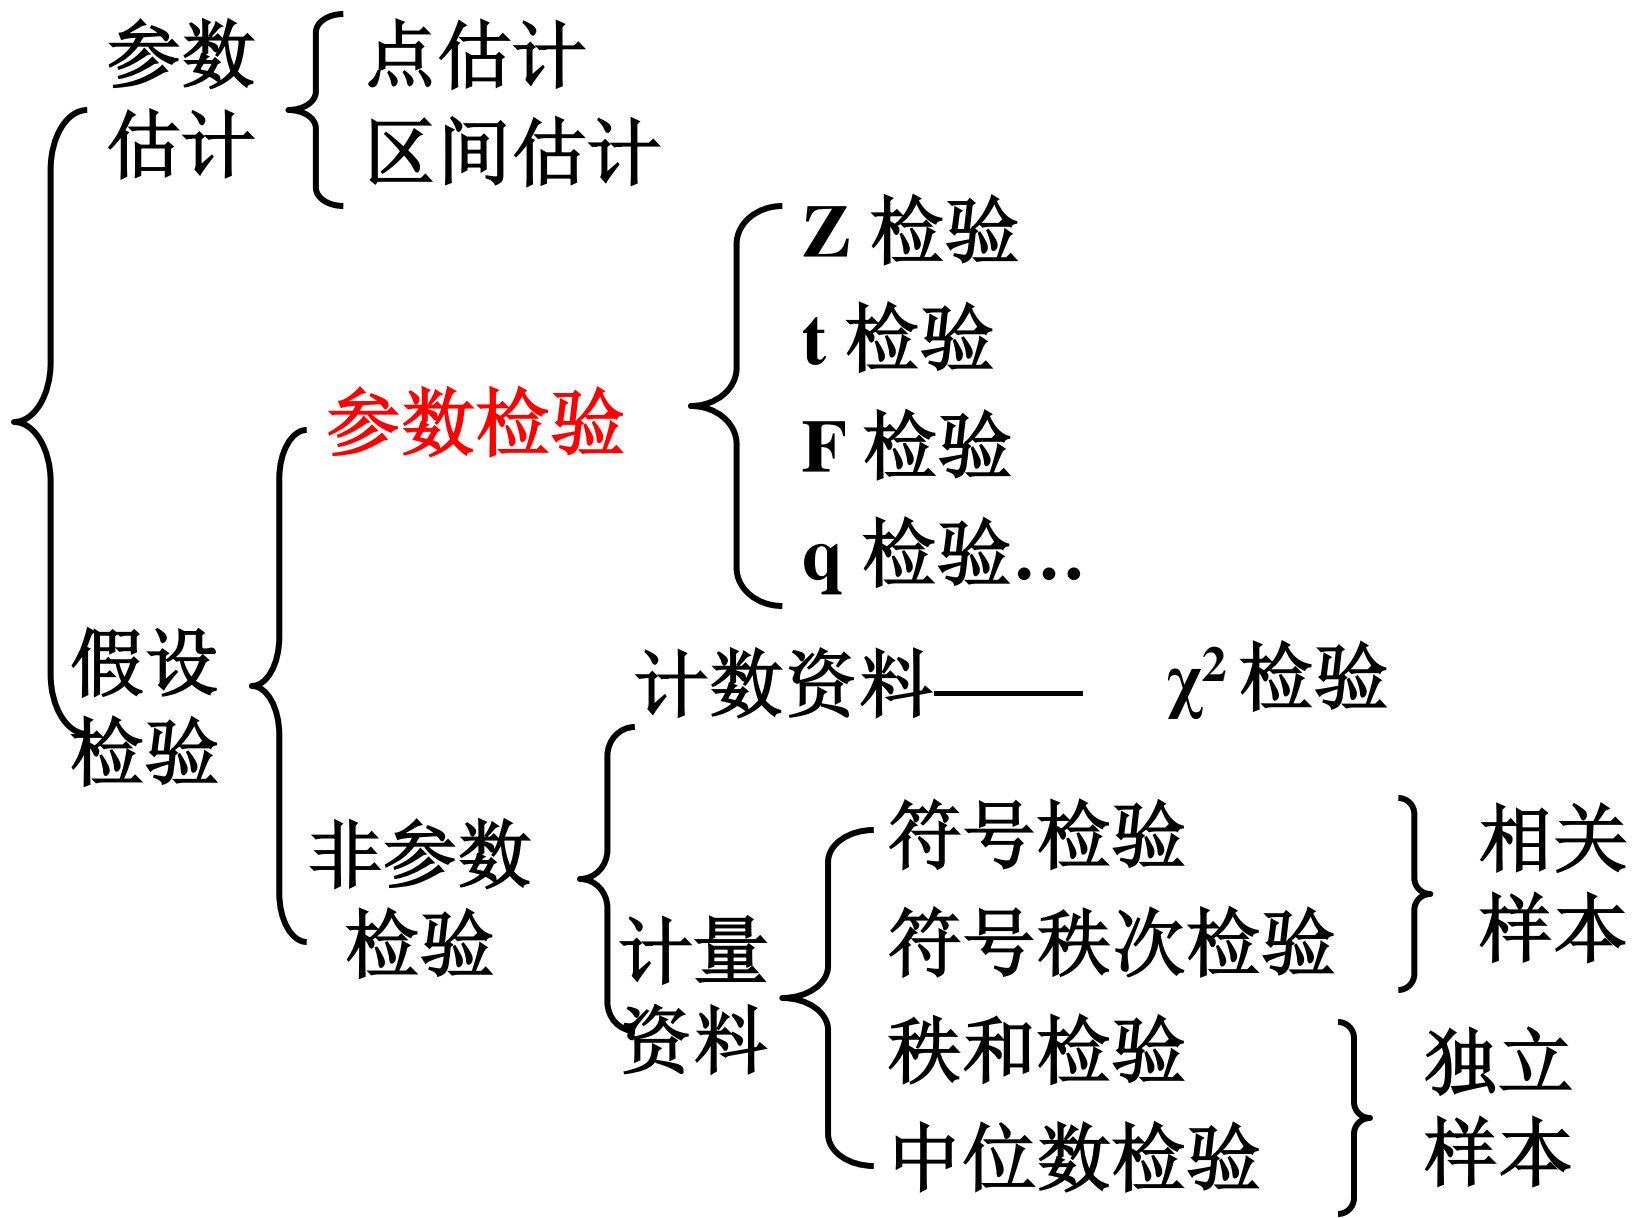 参数
估计
点估计
区间估计
Z 检验
t 检验
参数检验
F 检验
q 检验…
假设
检验
计数资料——
χ² 检验
非参数
检验
计量
资料
符号检验
符号秩次检验
相关
样本
秩和检验
中位数检验
独立
样本